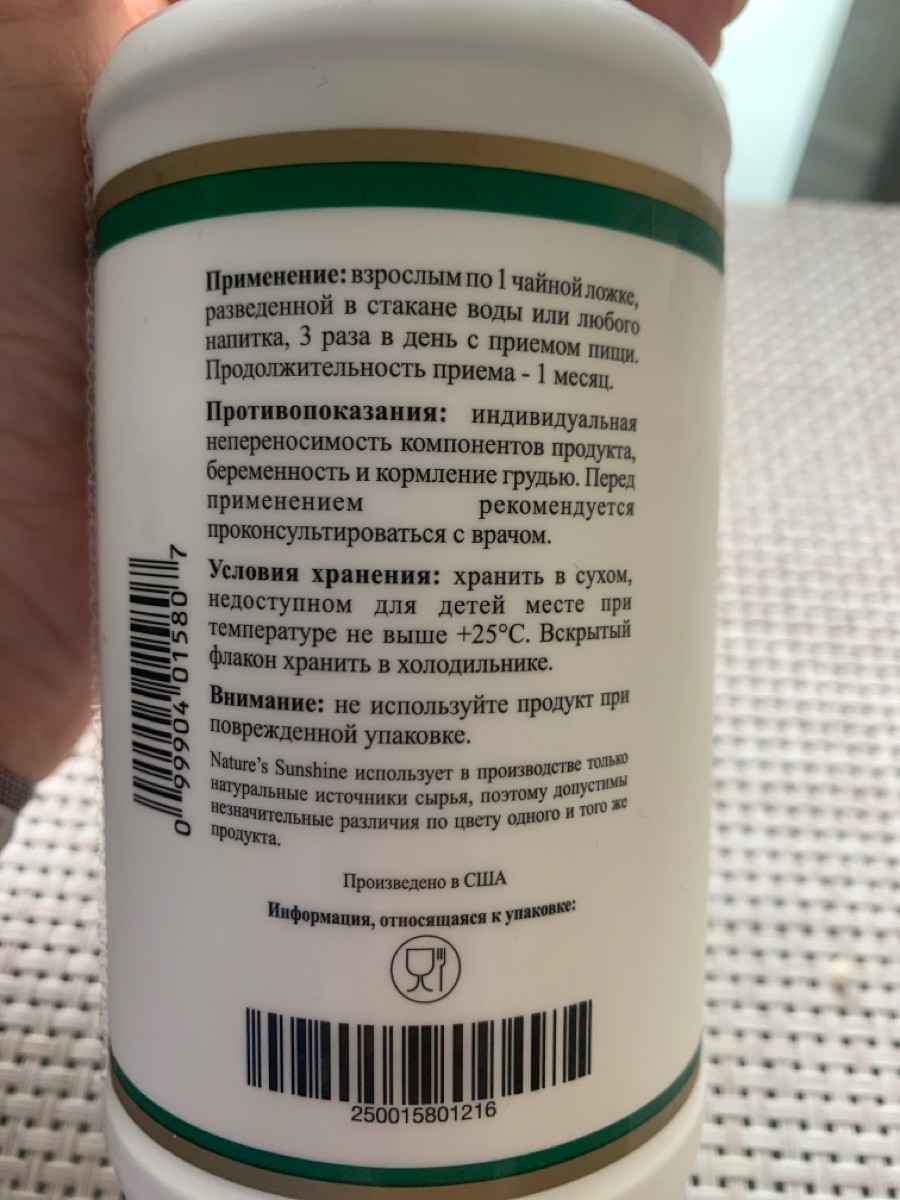 Применение: взрослым по 1 чайной ложке,
разведенной в стакане воды или любого
напитка, 3 раза в день с приемом пищи.
Продолжительность приема - 1 месяц.
Противопоказания: индивидуальная
непереносимость компонентов продукта,
беременность и кормление грудью. Перед
применением рекомендуется
проконсультироваться с врачом.
Условия хранения: хранить в сухом,
недоступном для детей месте при
температуре не выше +25°С. Вскрытый
флакон хранить в холодильнике.
Внимание: не используйте продукт при
поврежденной упаковке.
Nature's Sunshine использует в производстве только
натуральные источники сырья, поэтому допустимы
незначительные различия по цвету одного и того же
продукта.
Произведено в США
Информация, относящаяся к упаковке:
250015801216
0 99904 01580 7